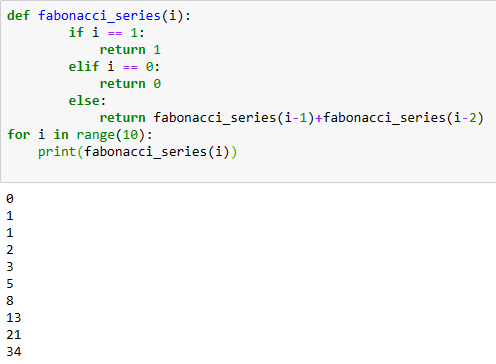 def fabonacci_series(i):
        if i == 1:
            return 1
        elif i == 0:
            return 0
        else:
            return fabonacci_series(i-1)+fabonacci_series(i-2)
for i in range(10):
    print(fabonacci_series(i))
0
1
1
2
3
5
8
13
21
34